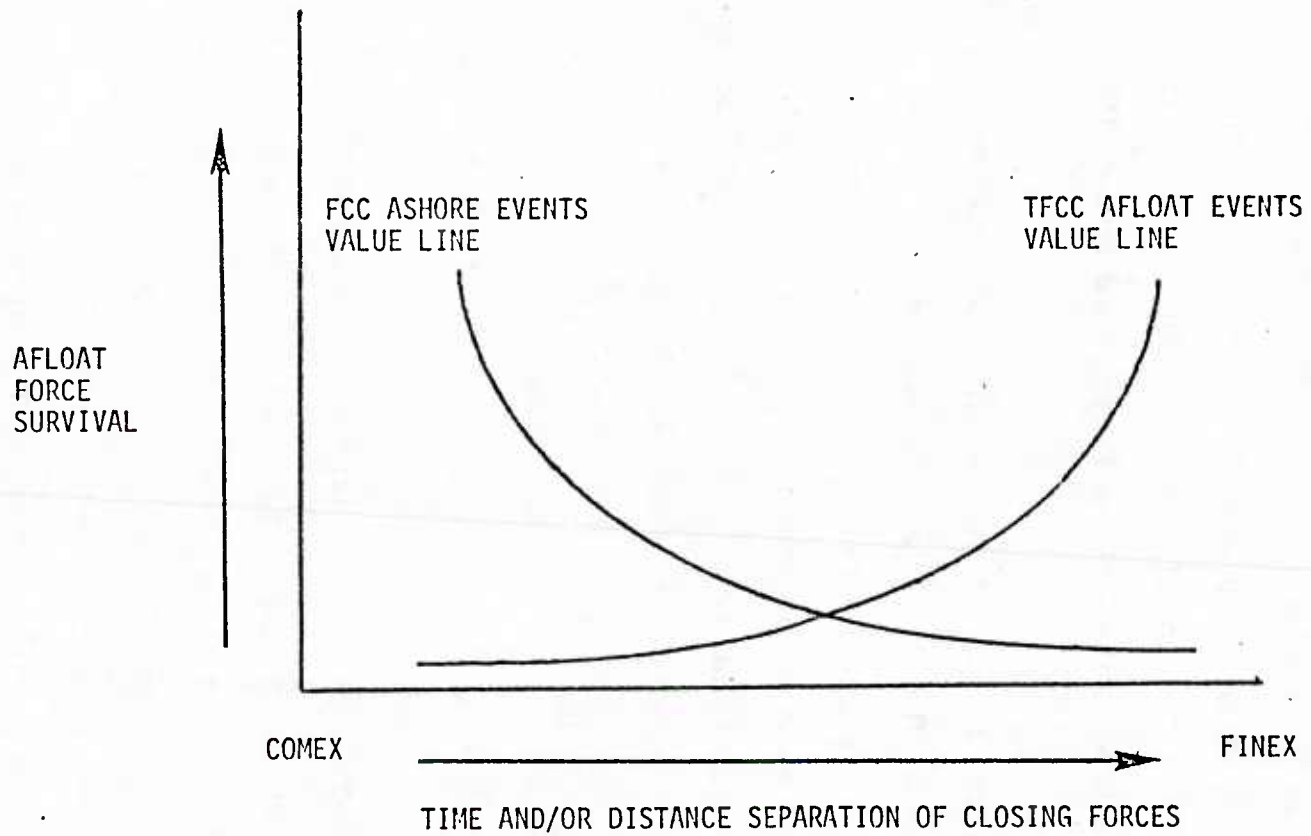 FCC ASHORE EVENTS
VALUE LINE
TFCC AFLOAT EVENTS
VALUE LINE
AFLOAT
FORCE
SURVIVAL
COMEX
FINEX
TIME AND/OR DISTANCE SEPARATION OF CLOSING FORCES